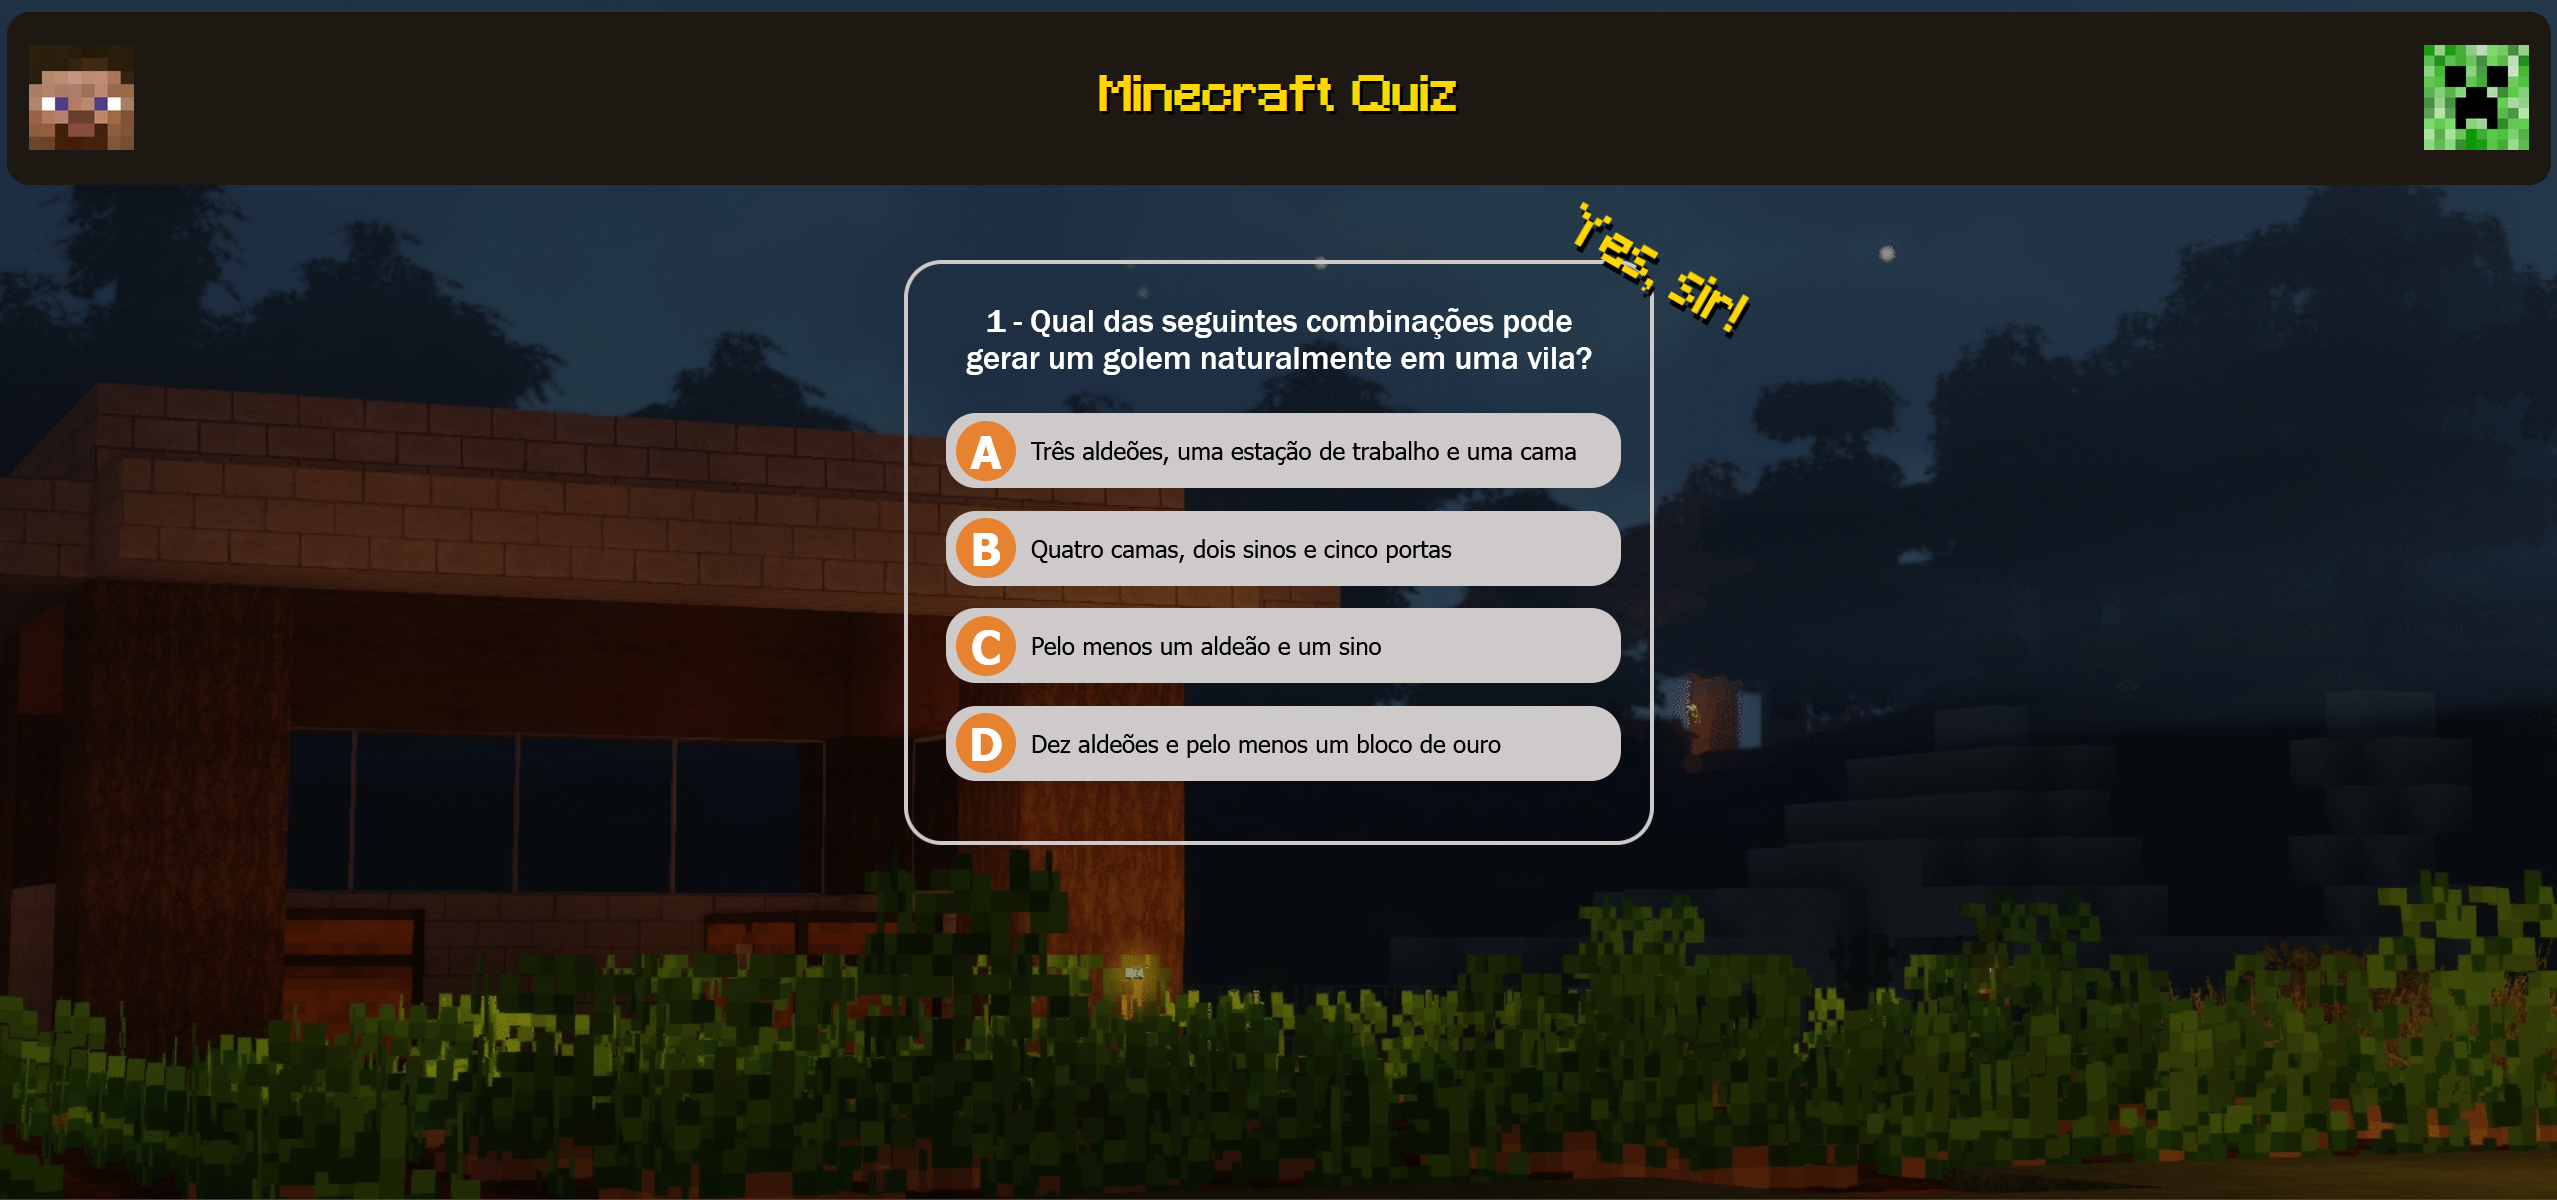 Minecraft Quiz
Yes, sir!
1 - Qual das seguintes combinações pode
gerar um golem naturalmente em uma vila?
A Três aldeões, uma estação de trabalho e uma cama
B Quatro camas, dois sinos e cinco portas
C Pelo menos um aldeão e um sino
D Dez aldeões e pelo menos um bloco de ouro